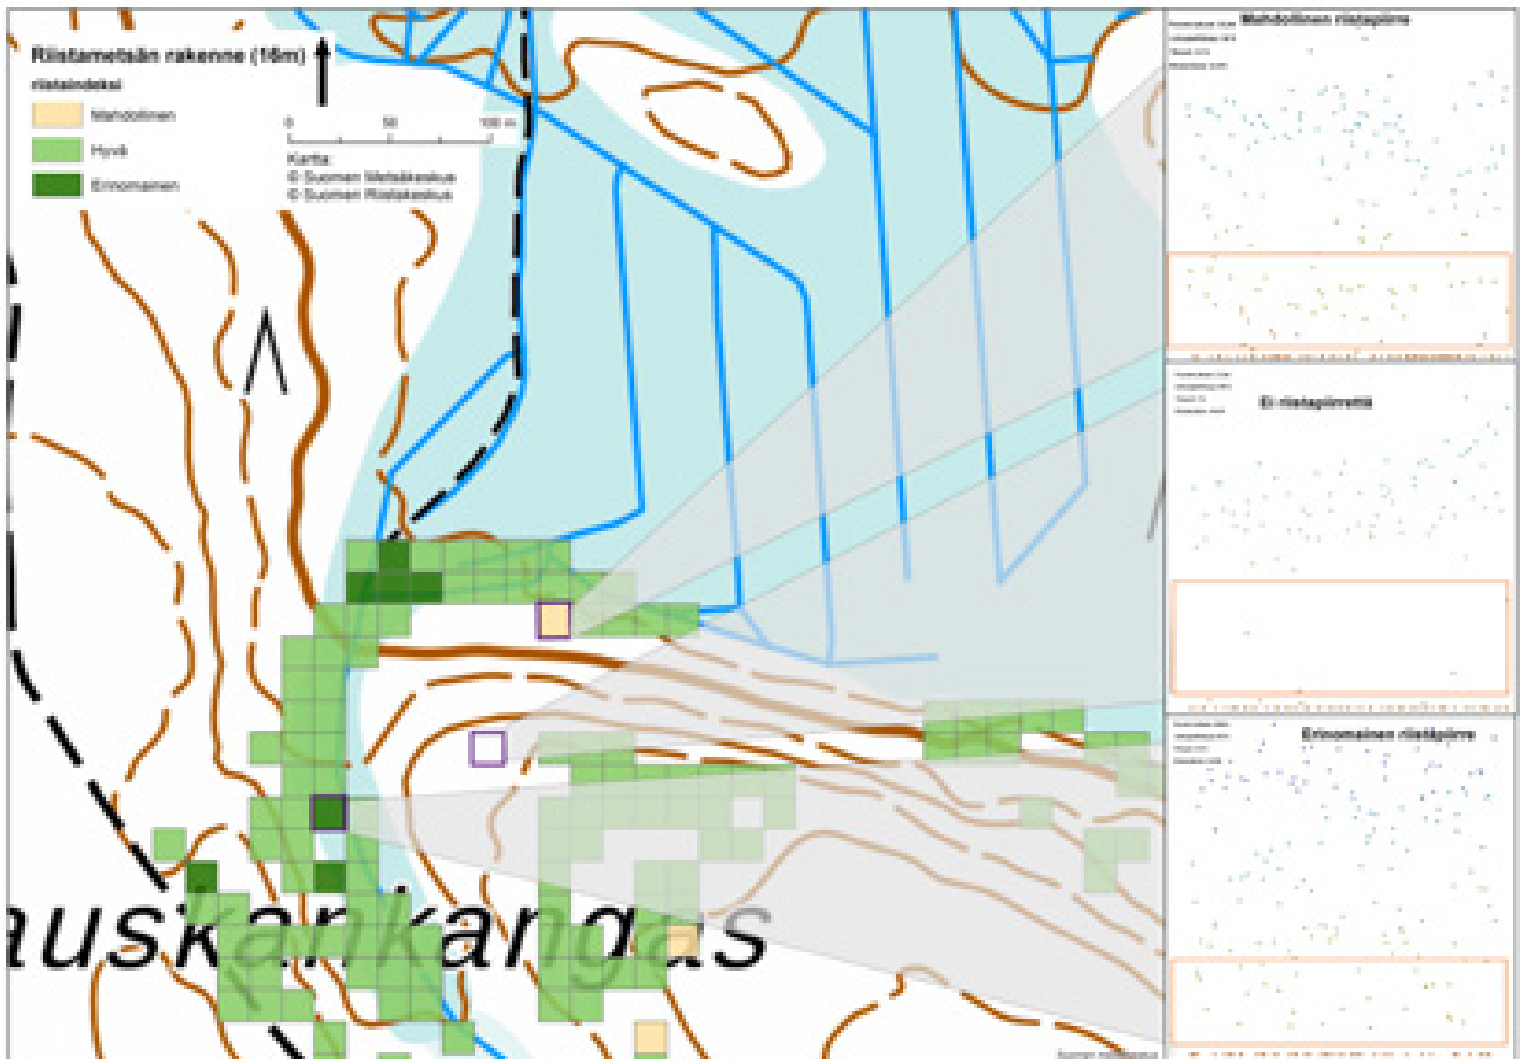 Riistametsän rakenne (16m)
riistaindeksi
Mahdollinen
Hyvä
Erinomainen
0 50 100 m
Kartta:
© Suomen Metsäkeskus
© Suomen Riistakeskus
auskankangas
Mahdollinen riistapiirre
Ei riistapiirrettä
Erinomainen riistapiirre